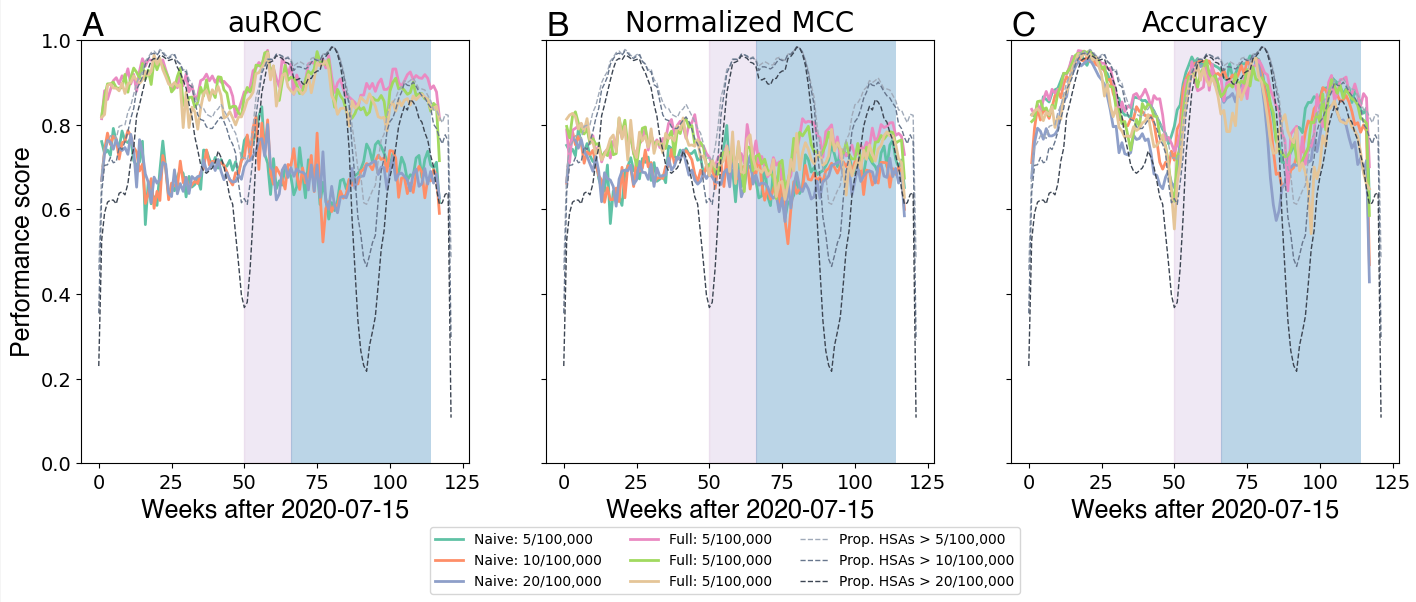 A auROC
B Normalized MCC
C Accuracy
Performance score
1.0
0.8
0.6
0.4
0.2
0.0
0 25 50 75 100 125
0 25 50 75 100 125
0 25 50 75 100 125
Weeks after 2020-07-15
Weeks after 2020-07-15
Weeks after 2020-07-15
Naive: 5/100,000
Naive: 10/100,000
Naive: 20/100,000
Full: 5/100,000
Full: 5/100,000
Full: 5/100,000
Prop. HSAs > 5/100,000
Prop. HSAs > 10/100,000
Prop. HSAs > 20/100,000